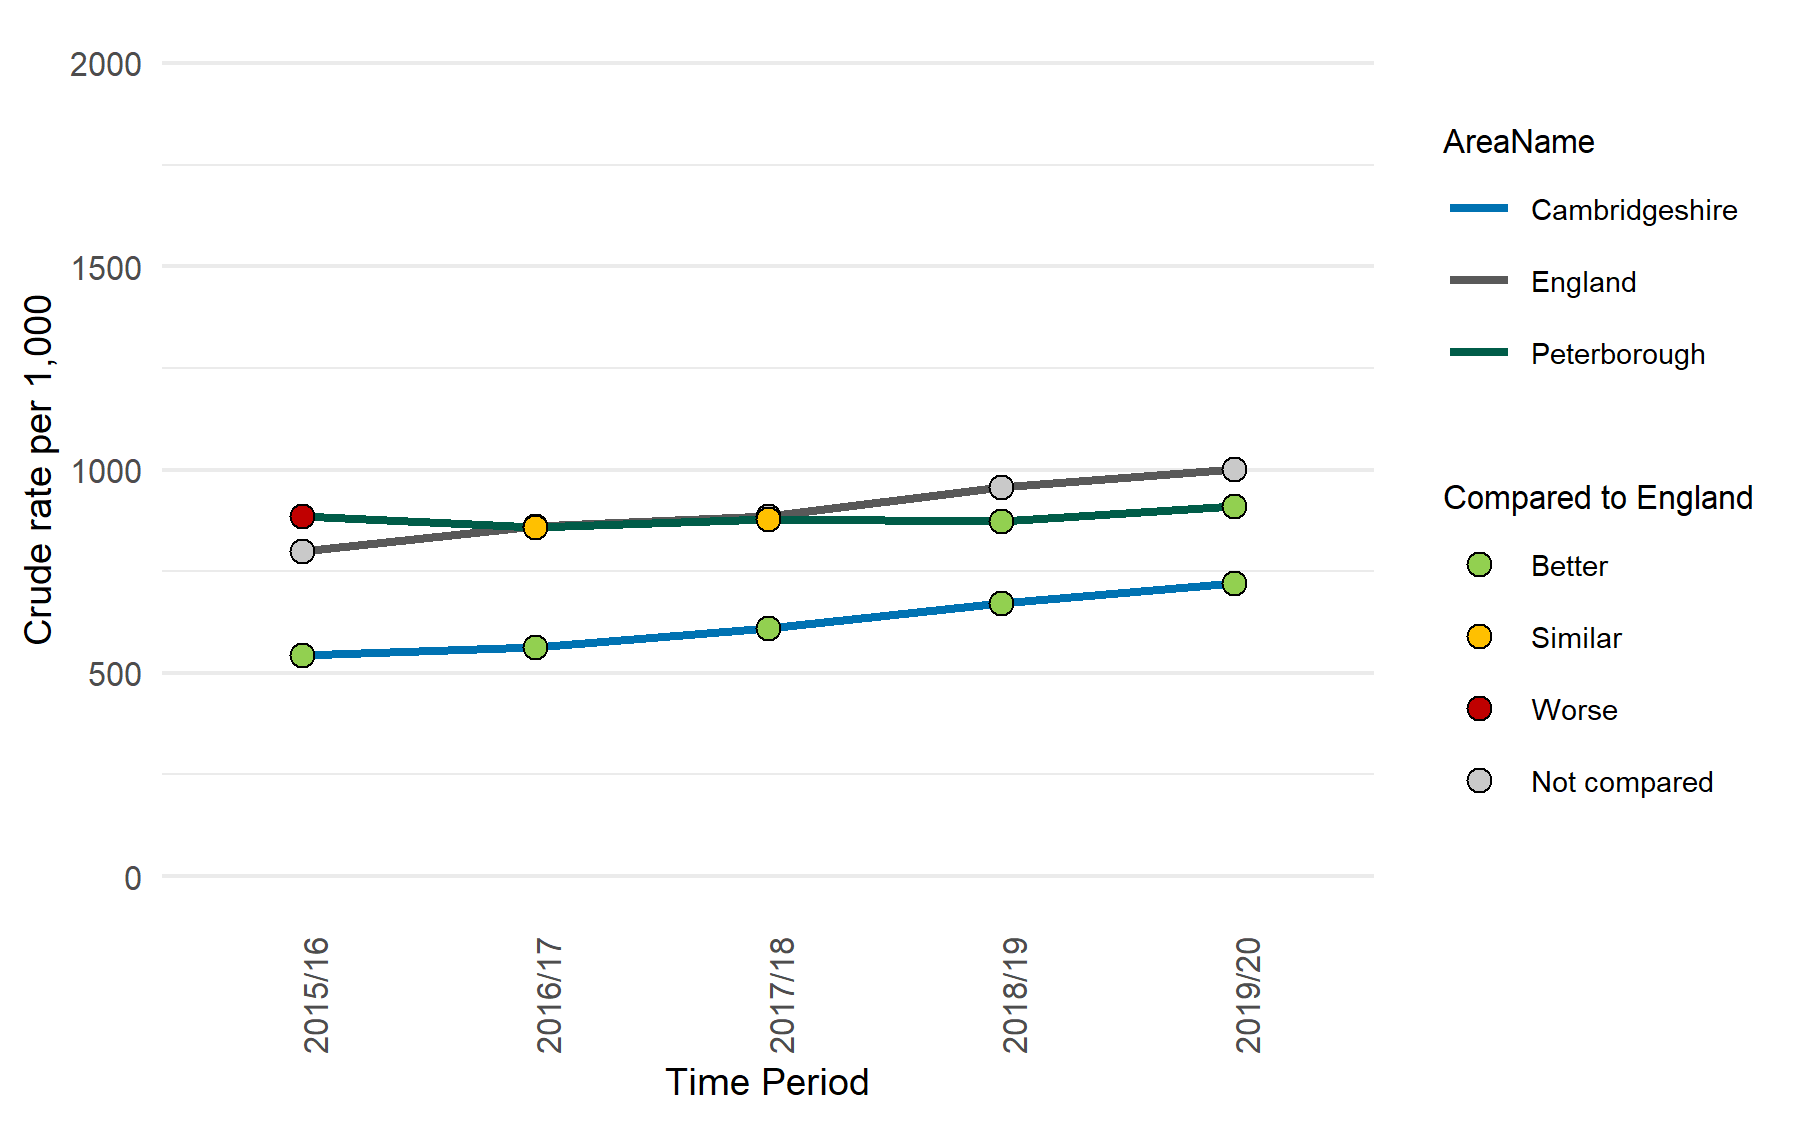 2000
1500
1000
500
0
Crude rate per 1,000
2015/16
2016/17
2017/18
2018/19
2019/20
Time Period
AreaName
Cambridgeshire
England
Peterborough
Compared to England
Better
Similar
Worse
Not compared